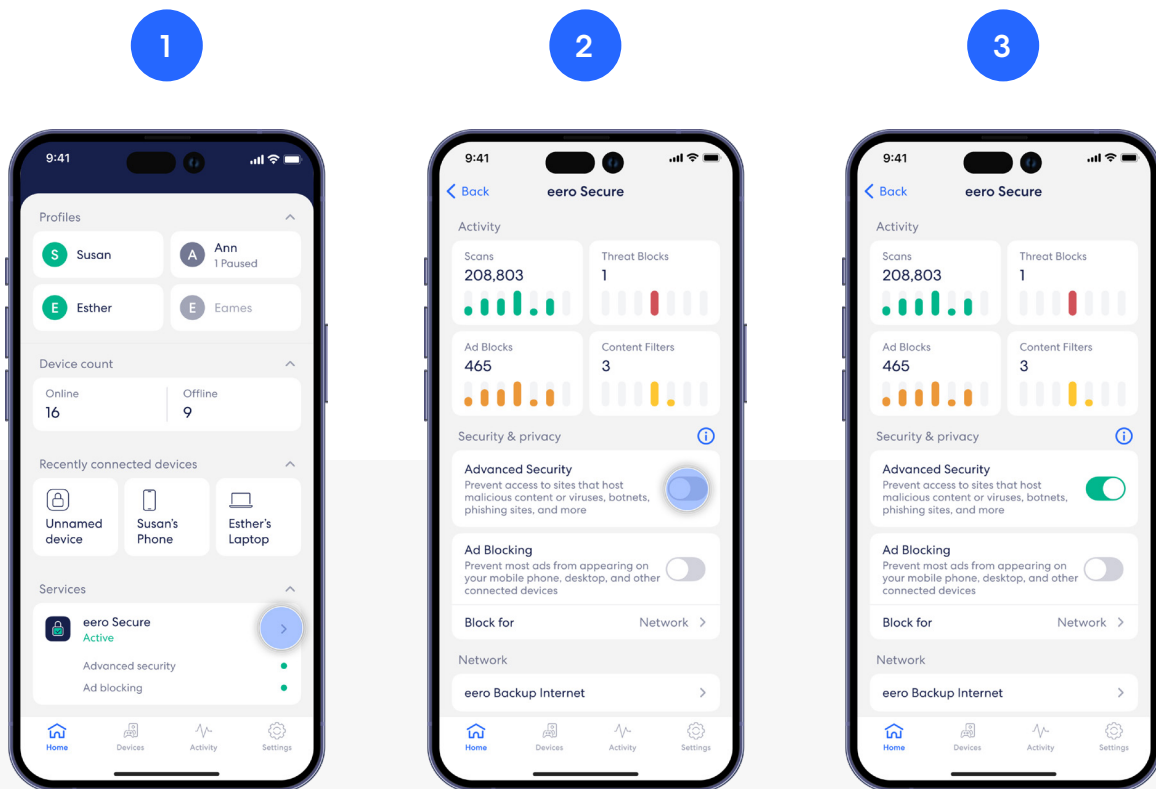 1
9:41
Profiles
S Susan
A Ann
1 Paused
E Esther
E Eames
Device count
Online
16
Offline
9
Recently connected devices
Unnamed
device
Susan's
Phone
Esther's
Laptop
Services
eero Secure
Active
Advanced security
Ad blocking
Home
Devices
Activity
Settings
2
9:41
Back
eero Secure
Activity
Scans
208,803
Threat Blocks
1
Ad Blocks
465
Content Filters
3
Security & privacy
Advanced Security
Prevent access to sites that host
malicious content or viruses, botnets,
phishing sites, and more
Ad Blocking
Prevent most ads from appearing on
your mobile phone, desktop, and other
connected devices
Block for
Network
Network
eero Backup Internet
Home
Devices
Activity
Settings
3
9:41
Back
eero Secure
Activity
Scans
208,803
Threat Blocks
1
Ad Blocks
465
Content Filters
3
Security & privacy
Advanced Security
Prevent access to sites that host
malicious content or viruses, botnets,
phishing sites, and more
Ad Blocking
Prevent most ads from appearing on
your mobile phone, desktop, and other
connected devices
Block for
Network
Network
eero Backup Internet
Home
Devices
Activity
Settings